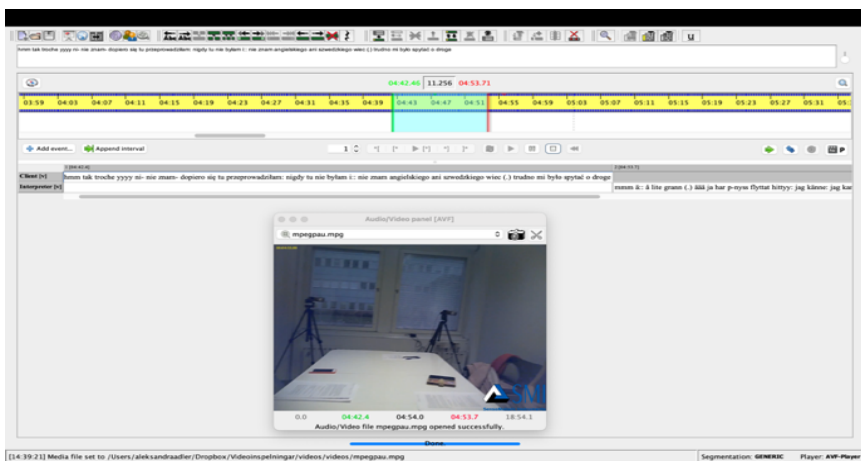 hmm tak troche yyyy ni- nie znam- dopiero się tu przeprowadziłam: nigdy tu nie byłam i:: nie znam angielskiego ani szwedzkiego wiec (.) trudno mi było spytać o droge
04:42.46 11.256 04:53.71
03:59 04:03 04:07 04:11 04:15 04:19 04:23 04:27 04:31 04:35 04:39 04:43 04:47 04:51 04:55 04:59 05:03 05:07 05:11 05:15 05:19 05:23 05:27 05:31
Add event... Append interval 1 P
Client [v] hmm tak troche yyyy ni- nie znam- dopiero się tu przeprowadziłam: nigdy tu nie byłam i:: nie znam angielskiego ani szwedzkiego wiec (.) trudno mi było spytać o droge
Interpreter [v] mmm ä:: å lite grann (.) äää ja har p-nyss flyttat hittyy: jag känne: jag
Audio/Video panel [AVF]
mpegpau.mpg
SMI
0.0 04:42.4 04:54.0 04:53.7 18:54.1
Audio/Video file mpegpau.mpg opened successfully.
Done.
[14:39:21] Media file set to /Users/aleksandraadler/Dropbox/Videoinspelningar/videos/videos/mpegpau.mpg Segmentation: GENERIC Player: AVF-Player